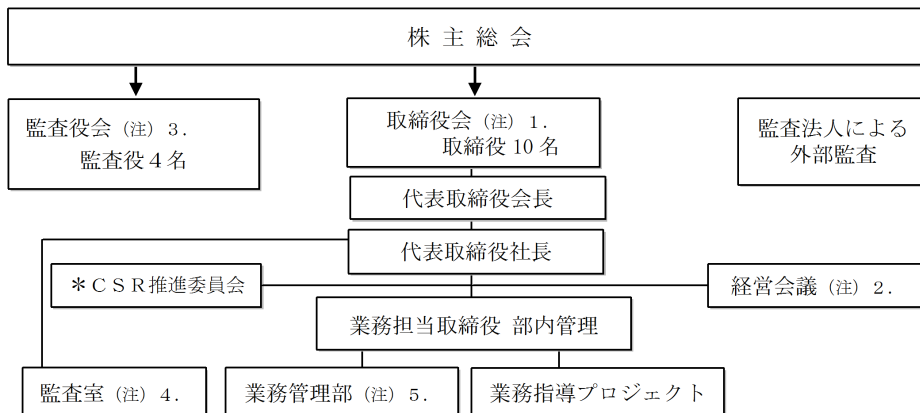 株 主 総 会
監査役会 (注) 3.
監査役4名
取締役会 (注) 1.
取締役 10 名
監査法人による
外部監査
代表取締役会長
代表取締役社長
＊ＣＳＲ推進委員会
経営会議 (注) 2.
業務担当取締役 部内管理
監査室 (注) 4.
業務管理部 (注) 5.
業務指導プロジェクト